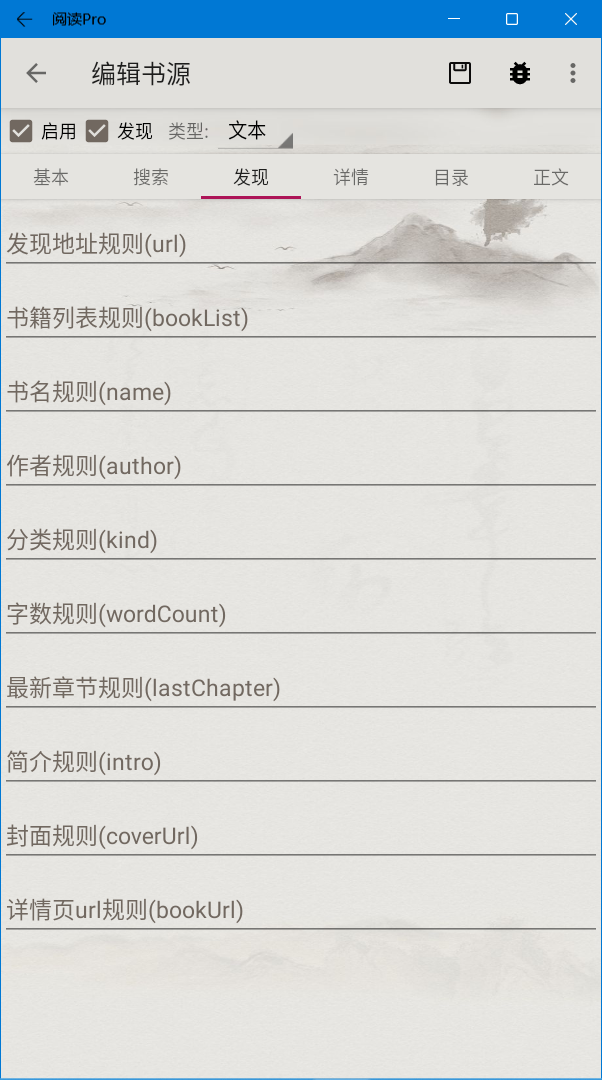 阅读Pro
编辑书源
启用 发现 类型: 文本
基本 搜索 发现 详情 目录 正文
发现地址规则(url)
书籍列表规则(bookList)
书名规则(name)
作者规则(author)
分类规则(kind)
字数规则(wordCount)
最新章节规则(lastChapter)
简介规则(intro)
封面规则(coverUrl)
详情页url规则(bookUrl)